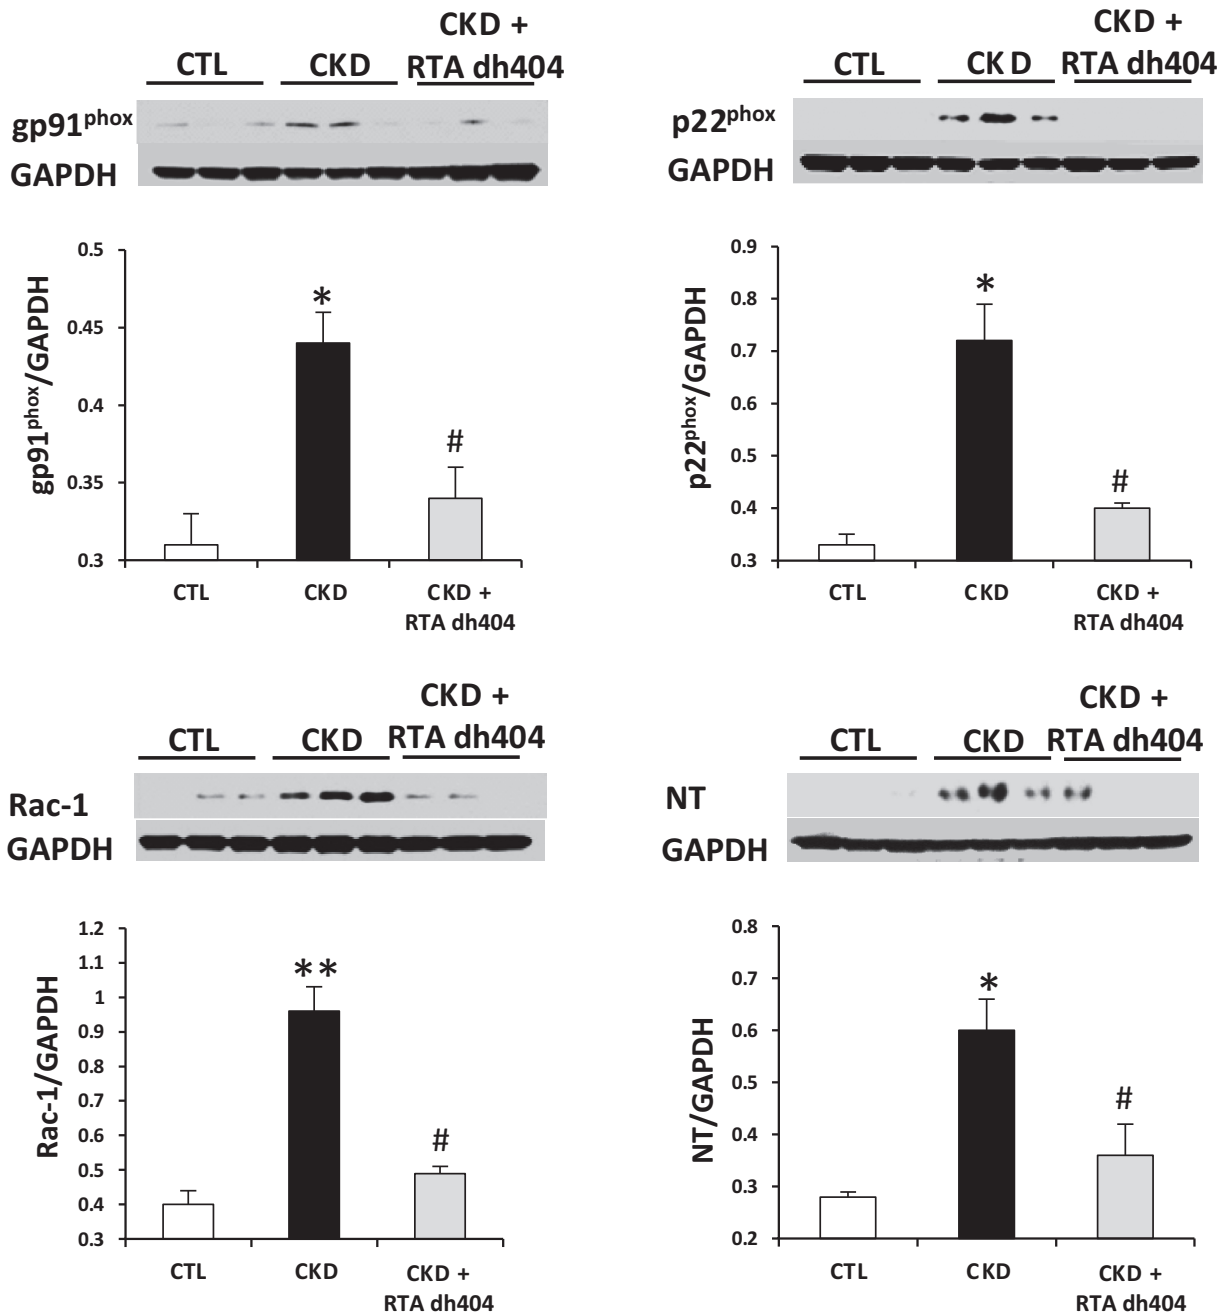 CKD +
CTL CKD RTA dh404
gp91phox
GAPDH
CKD +
CTL CKD RTA dh404
p22phox
GAPDH
gp91phox/GAPDH
0.5
0.45
0.4
0.35
0.3
*
#
CTL CKD CKD +
RTA dh404
p22phox/GAPDH
0.9
0.8
0.7
0.6
0.5
0.4
0.3
*
#
CTL CKD CKD +
RTA dh404
CKD +
CTL CKD RTA dh404
Rac-1
GAPDH
CKD +
CTL CKD RTA dh404
NT
GAPDH
Rac-1/GAPDH
1.2
1.1
1
0.9
0.8
0.7
0.6
0.5
0.4
0.3
**
#
CTL CKD CKD +
RTA dh404
NT/GAPDH
0.8
0.7
0.6
0.5
0.4
0.3
0.2
*
#
CTL CKD CKD +
RTA dh404